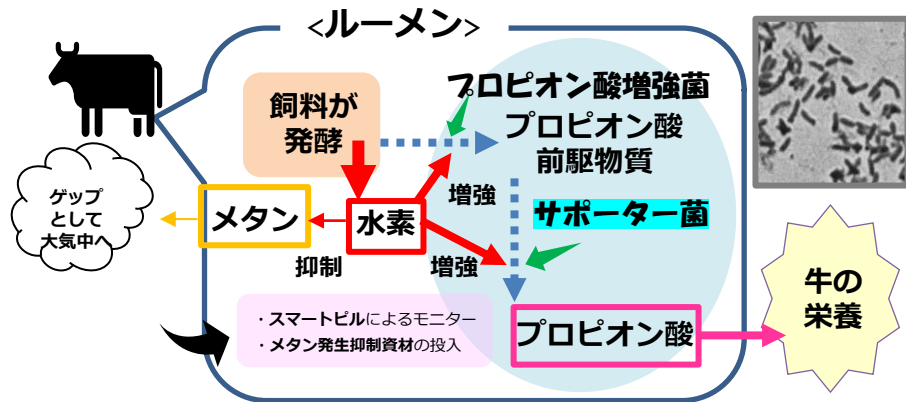 <ルーメン>
飼料が
発酵
プロピオン酸増強菌
プロピオン酸
前駆物質
増強
サポーター菌
ゲップ
として
大気中へ
メタン
水素
抑制
増強
牛の
栄養
・スマートピルによるモニター
・メタン発生抑制資材の投入
プロピオン酸